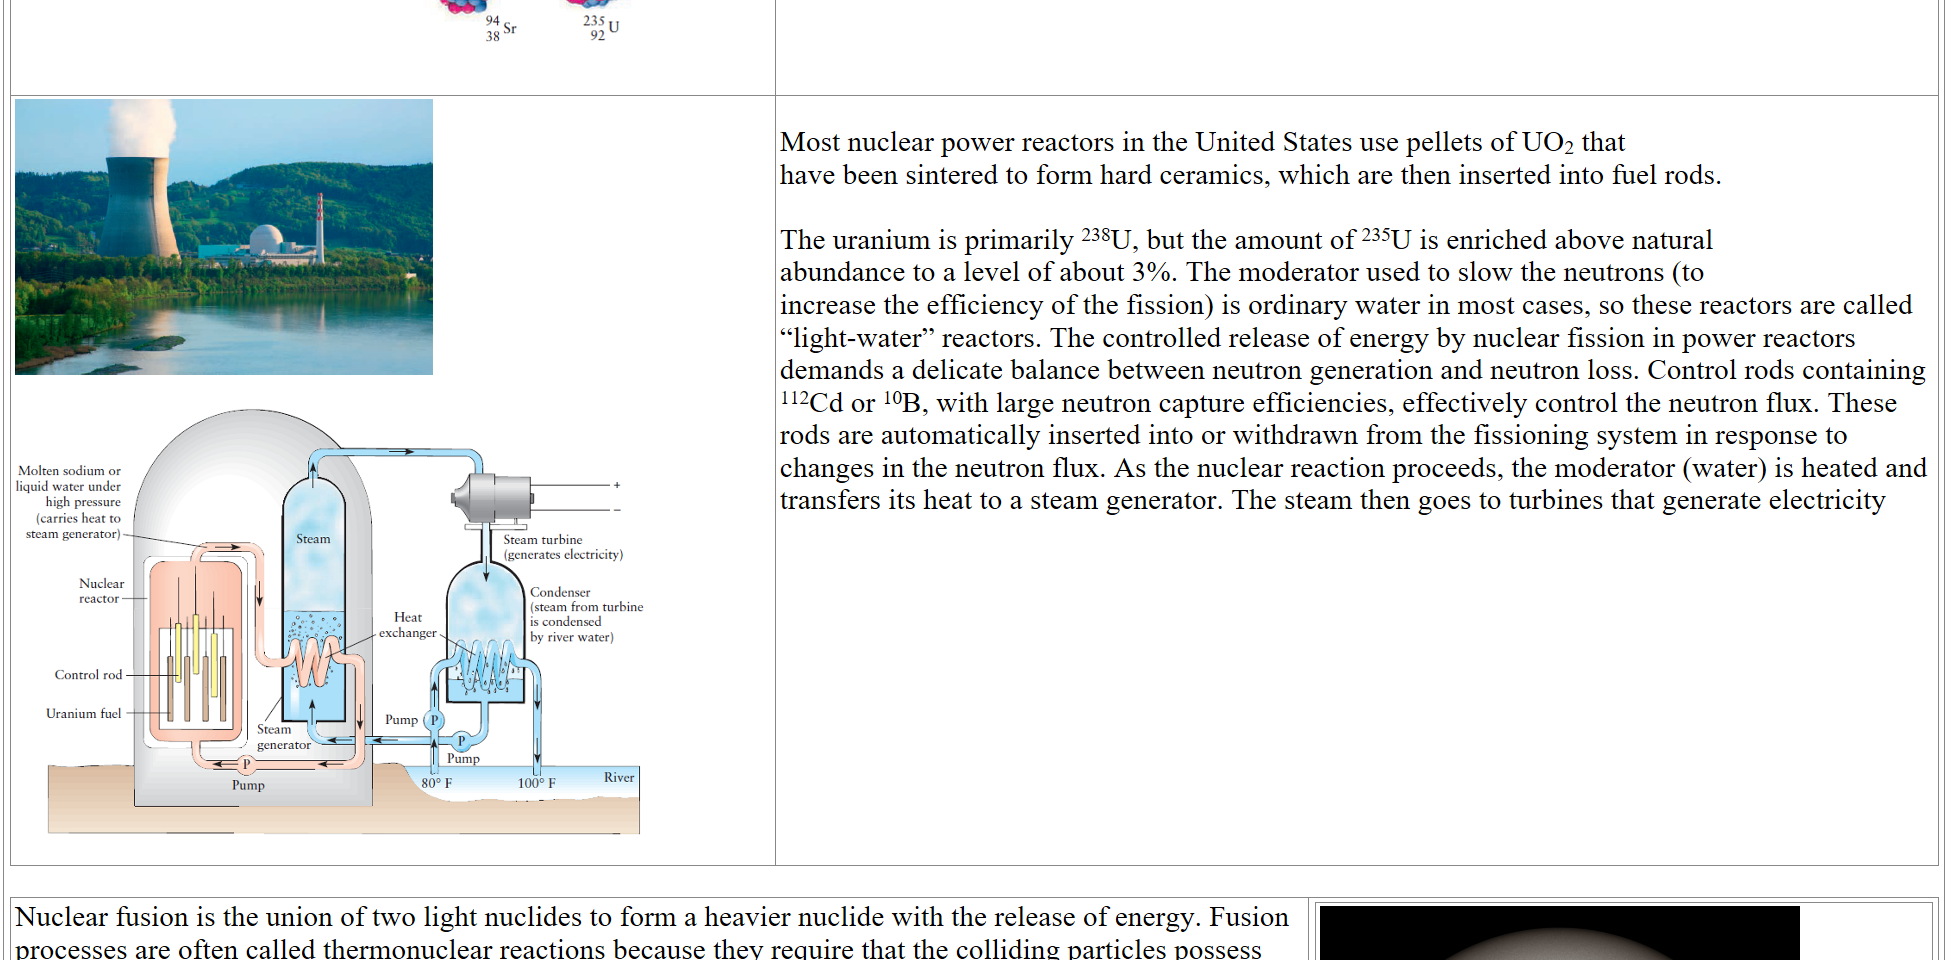 94
38 Sr
235
92 U
Most nuclear power reactors in the United States use pellets of UO₂ that
have been sintered to form hard ceramics, which are then inserted into fuel rods.
The uranium is primarily ²³⁸U, but the amount of ²³⁵U is enriched above natural
abundance to a level of about 3%. The moderator used to slow the neutrons (to
increase the efficiency of the fission) is ordinary water in most cases, so these reactors are called
“light-water” reactors. The controlled release of energy by nuclear fission in power reactors
demands a delicate balance between neutron generation and neutron loss. Control rods containing
¹¹²Cd or ¹⁰B, with large neutron capture efficiencies, effectively control the neutron flux. These
rods are automatically inserted into or withdrawn from the fissioning system in response to
changes in the neutron flux. As the nuclear reaction proceeds, the moderator (water) is heated and
transfers its heat to a steam generator. The steam then goes to turbines that generate electricity
Molten sodium or
liquid water under
high pressure
(carries heat to
steam generator)
Nuclear
reactor
Control rod
Uranium fuel
Steam
Heat
exchanger
Steam
generator
P
Pump
+
–
Steam turbine
(generates electricity)
Condenser
(steam from turbine
is condensed
by river water)
Pump P
P
Pump
80° F
100° F
River
Nuclear fusion is the union of two light nuclides to form a heavier nuclide with the release of energy. Fusion
processes are often called thermonuclear reactions because they require that the colliding particles possess